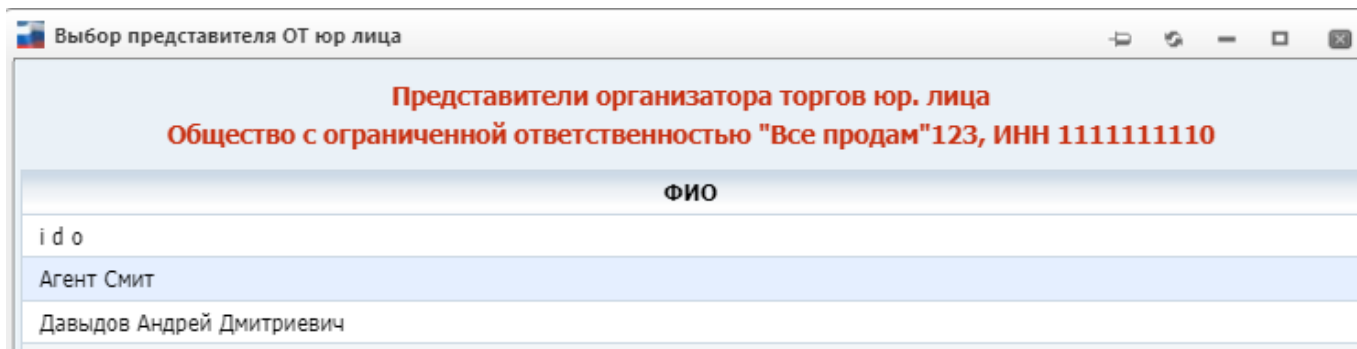 Выбор представителя ОТ юр лица
Представители организатора торгов юр. лица
Общество с ограниченной ответственностью "Все продам"123, ИНН 1111111110
ФИО
i d o
Агент Смит
Давыдов Андрей Дмитриевич